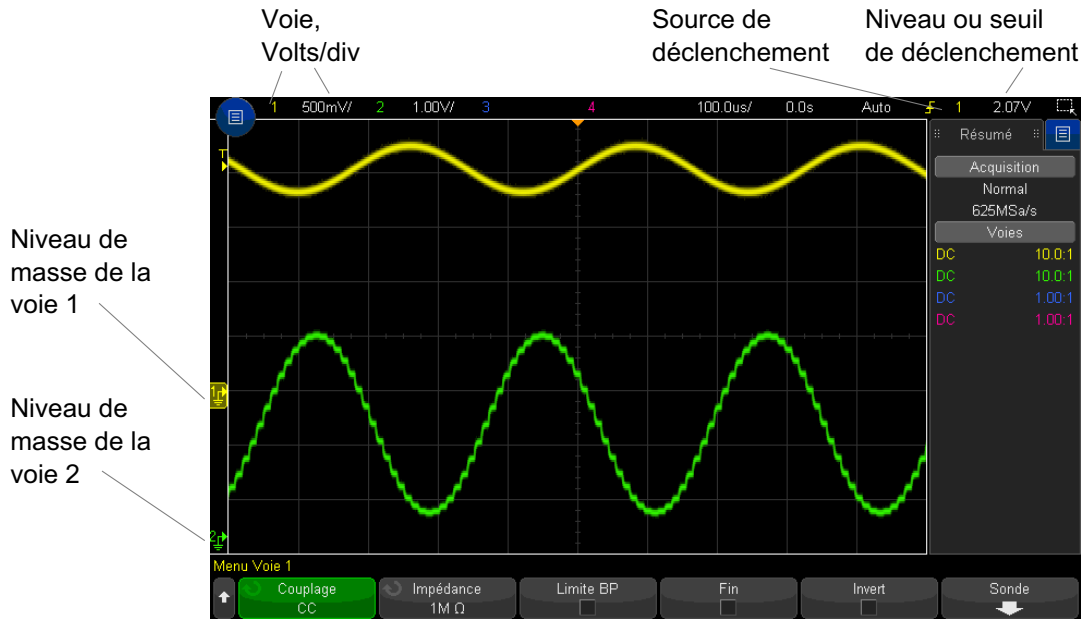 Voie,
Volts/div
Source de
déclenchement
Niveau ou seuil
de déclenchement
1 500mV/ 2 1.00V/ 3 4 100.0us/ 0.0s Auto 1 2.07V
Résumé
Acquisition
Normal
625MSa/s
Voies
DC 10.0:1
DC 10.0:1
DC 1.00:1
DC 1.00:1
T
Niveau de
masse de la
voie 1
1
Niveau de
masse de la
voie 2
2
Menu Voie 1
Couplage
CC
Impédance
1M Ω
Limite BP
Fin
Invert
Sonde